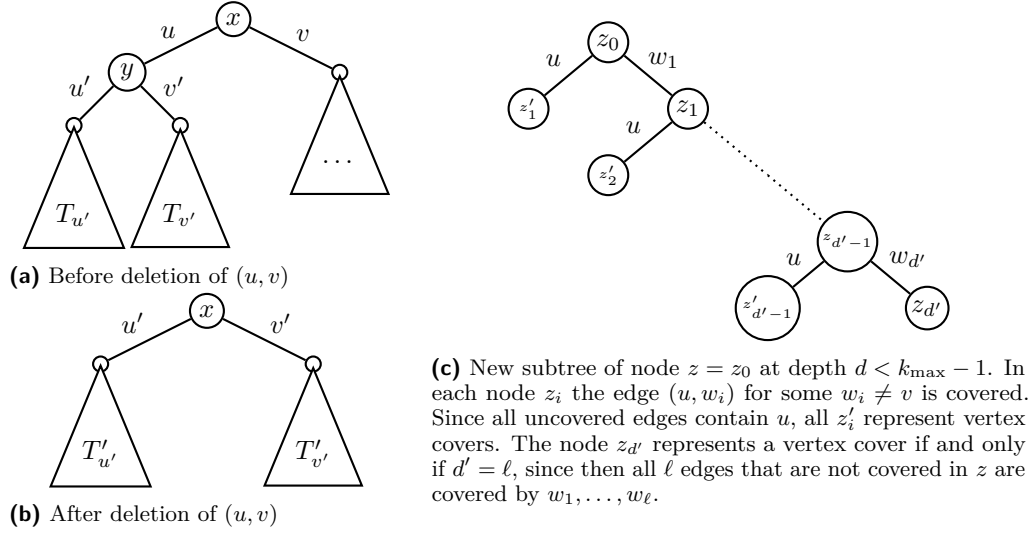 x
u
v
y
u′
v′
T_{u′}
T_{v′}
...
(a) Before deletion of (u, v)
x
u′
v′
T′_{u′}
T′_{v′}
(b) After deletion of (u, v)
z_0
u
w_1
z′_1
z_1
u
z′_2
z_{d′−1}
u
w_{d′}
z′_{d′−1}
z_{d′}
(c) New subtree of node z = z_0 at depth d < k_{max} − 1. In
each node z_i the edge (u, w_i) for some w_i ≠ v is covered.
Since all uncovered edges contain u, all z′_i represent vertex
covers. The node z_{d′} represents a vertex cover if and only
if d′ = ℓ, since then all ℓ edges that are not covered in z are
covered by w_1, . . . , w_ℓ.